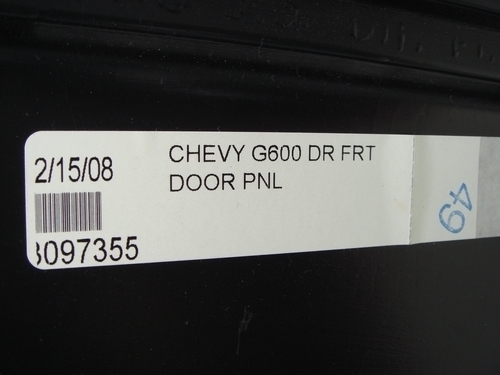 2/15/08
CHEVY G600 DR FRT
DOOR PNL
3097355
49